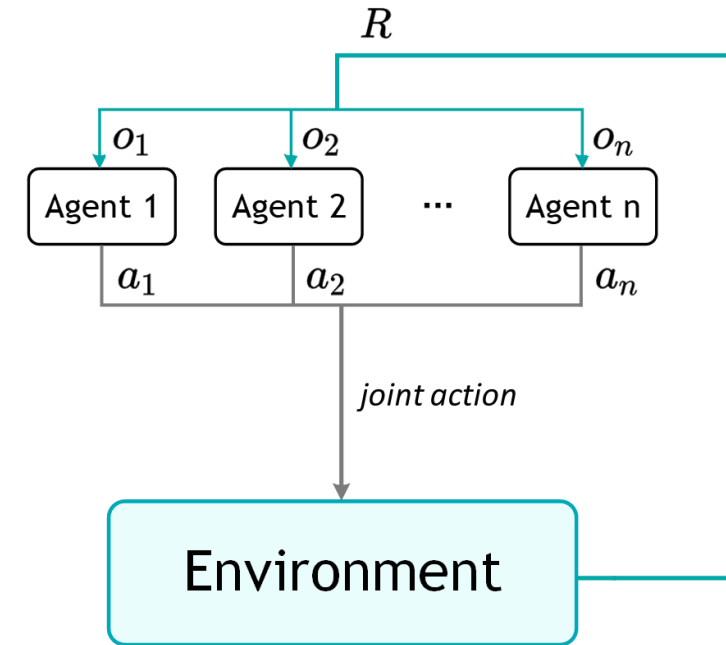 R
o₁ o₂ oₙ
Agent 1 Agent 2 ... Agent n
a₁ a₂ aₙ
joint action
Environment